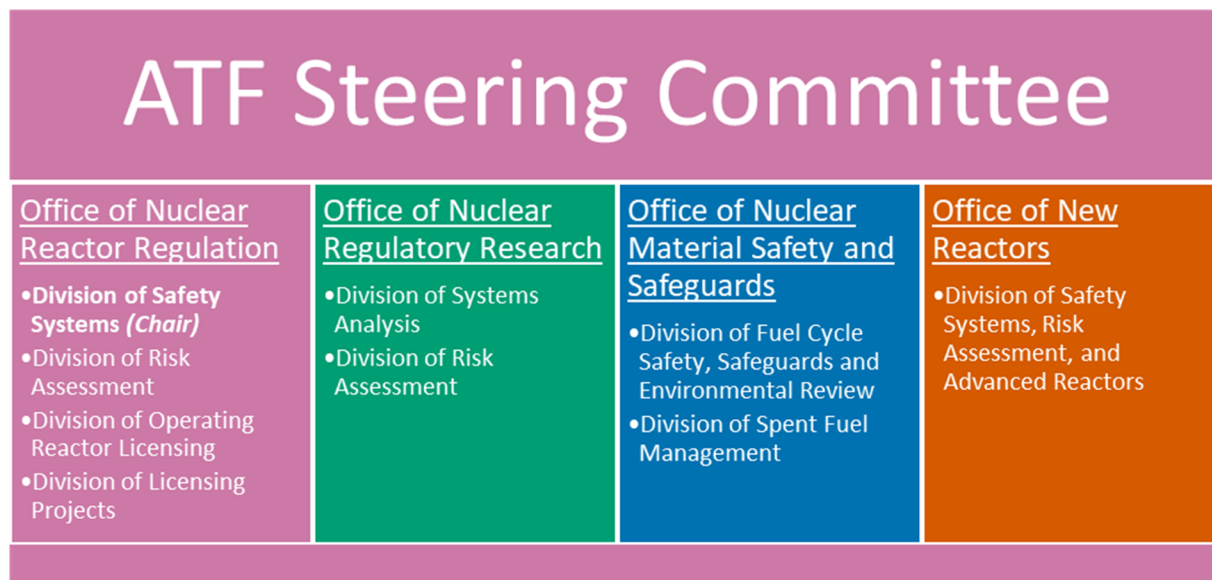 ATF Steering Committee
Office of Nuclear
Reactor Regulation
•Division of Safety
Systems (Chair)
•Division of Risk
Assessment
•Division of Operating
Reactor Licensing
•Division of Licensing
Projects
Office of Nuclear
Regulatory Research
•Division of Systems
Analysis
•Division of Risk
Assessment
Office of Nuclear
Material Safety and
Safeguards
•Division of Fuel Cycle
Safety, Safeguards and
Environmental Review
•Division of Spent Fuel
Management
Office of New
Reactors
•Division of Safety
Systems, Risk
Assessment, and
Advanced Reactors